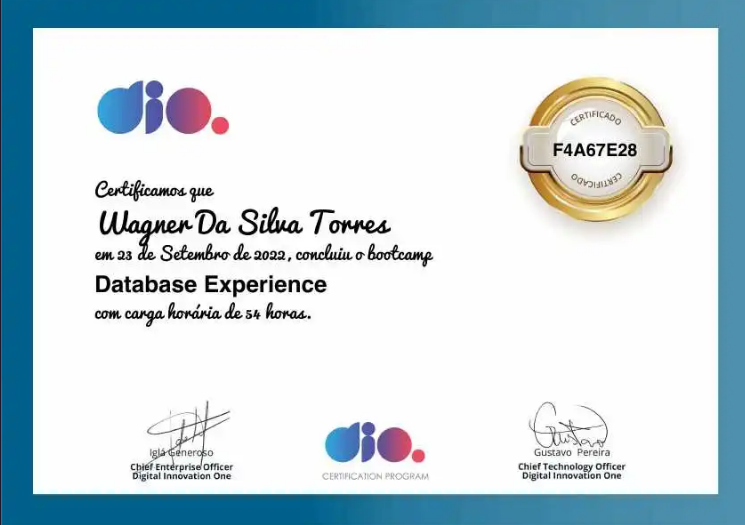 dio.
CERTIFICADO
F4A67E28
CERTIFICADO
Certificamos que
Wagner Da Silva Torres
em 23 de Setembro de 2022, concluiu o bootcamp
Database Experience
com carga horária de 54 horas.
Iglá Generoso
Chief Enterprise Officer
Digital Innovation One
dio.
CERTIFICATION PROGRAM
Gustavo
Gustavo Pereira
Chief Technology Officer
Digital Innovation One